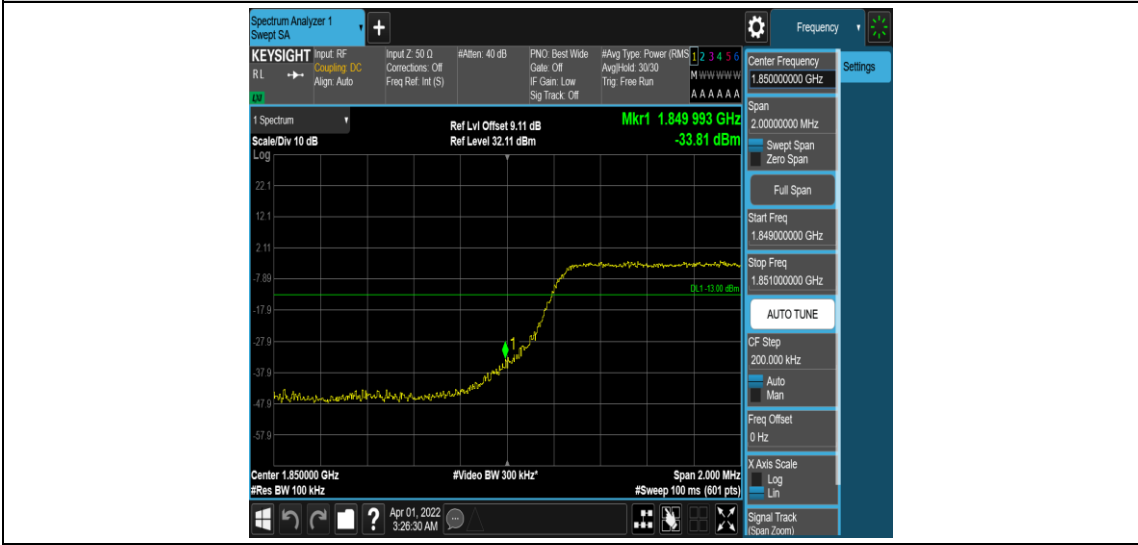 Spectrum Analyzer 1
Swept SA
+
Frequency
KEYSIGHT
RL
LXI
Input: RF
Coupling: DC
Align: Auto
Input Z: 50 Ω
Corrections: Off
Freq Ref: Int (S)
#Atten: 40 dB
PNO: Best Wide
Gate: Off
IF Gain: Low
Sig Track: Off
#Avg Type: Power (RMS
Avg|Hold: 30/30
Trig: Free Run
1 2 3 4 5 6
M W W W W W
A A A A A A
1 Spectrum
Scale/Div 10 dB
Log
Ref Lvl Offset 9.11 dB
Ref Level 32.11 dBm
Mkr1 1.849 993 GHz
-33.81 dBm
22.1
12.1
2.11
-7.89
DL1 -13.00 dBm
-17.9
-27.9
1
-37.9
-47.9
-57.9
Center 1.850000 GHz
#Video BW 300 kHz*
Span 2.000 MHz
#Res BW 100 kHz
#Sweep 100 ms (601 pts)
?
Apr 01, 2022
3:26:30 AM
Center Frequency
1.850000000 GHz
Settings
Span
2.00000000 MHz
Swept Span
Zero Span
Full Span
Start Freq
1.849000000 GHz
Stop Freq
1.851000000 GHz
AUTO TUNE
CF Step
200.000 kHz
Auto
Man
Freq Offset
0 Hz
X Axis Scale
Log
Lin
Signal Track
(Span Zoom)